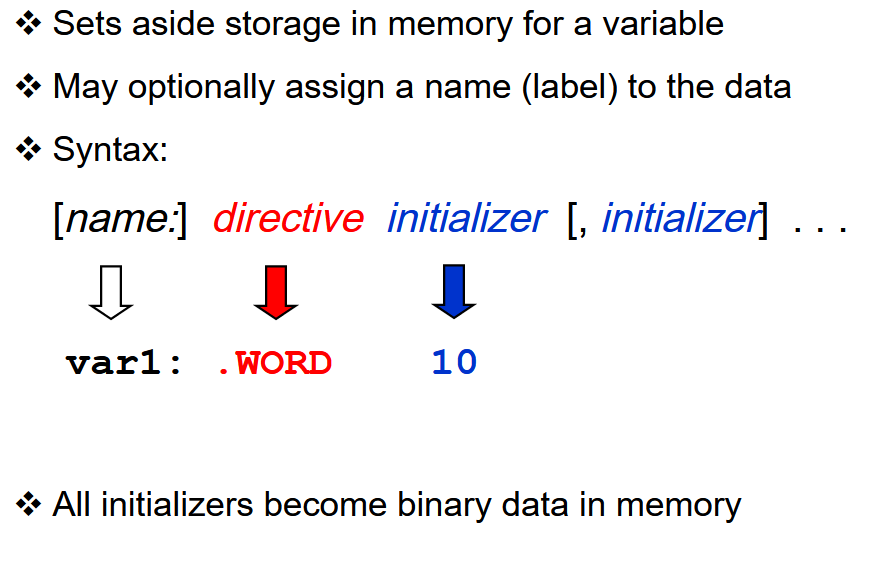 ❖ Sets aside storage in memory for a variable
❖ May optionally assign a name (label) to the data
❖ Syntax:
[name:] directive initializer [, initializer] . . .
var1: .WORD 10
❖ All initializers become binary data in memory